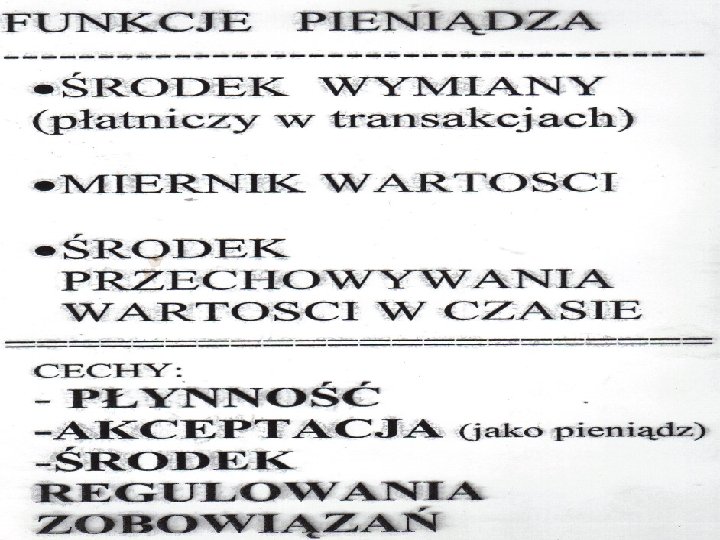 FUNKCJE PIENIĄDZA
---------------------------------
●ŚRODEK WYMIANY
(płatniczy w transakcjach)
●MIERNIK WARTOSCI
●ŚRODEK
PRZECHOWYWANIA
WARTOSCI W CZASIE
=================================
CECHY:
- PŁYNNOŚĆ
-AKCEPTACJA (jako pieniądz)
-ŚRODEK
REGULOWANIA
ZOBOWIĄZAŃ